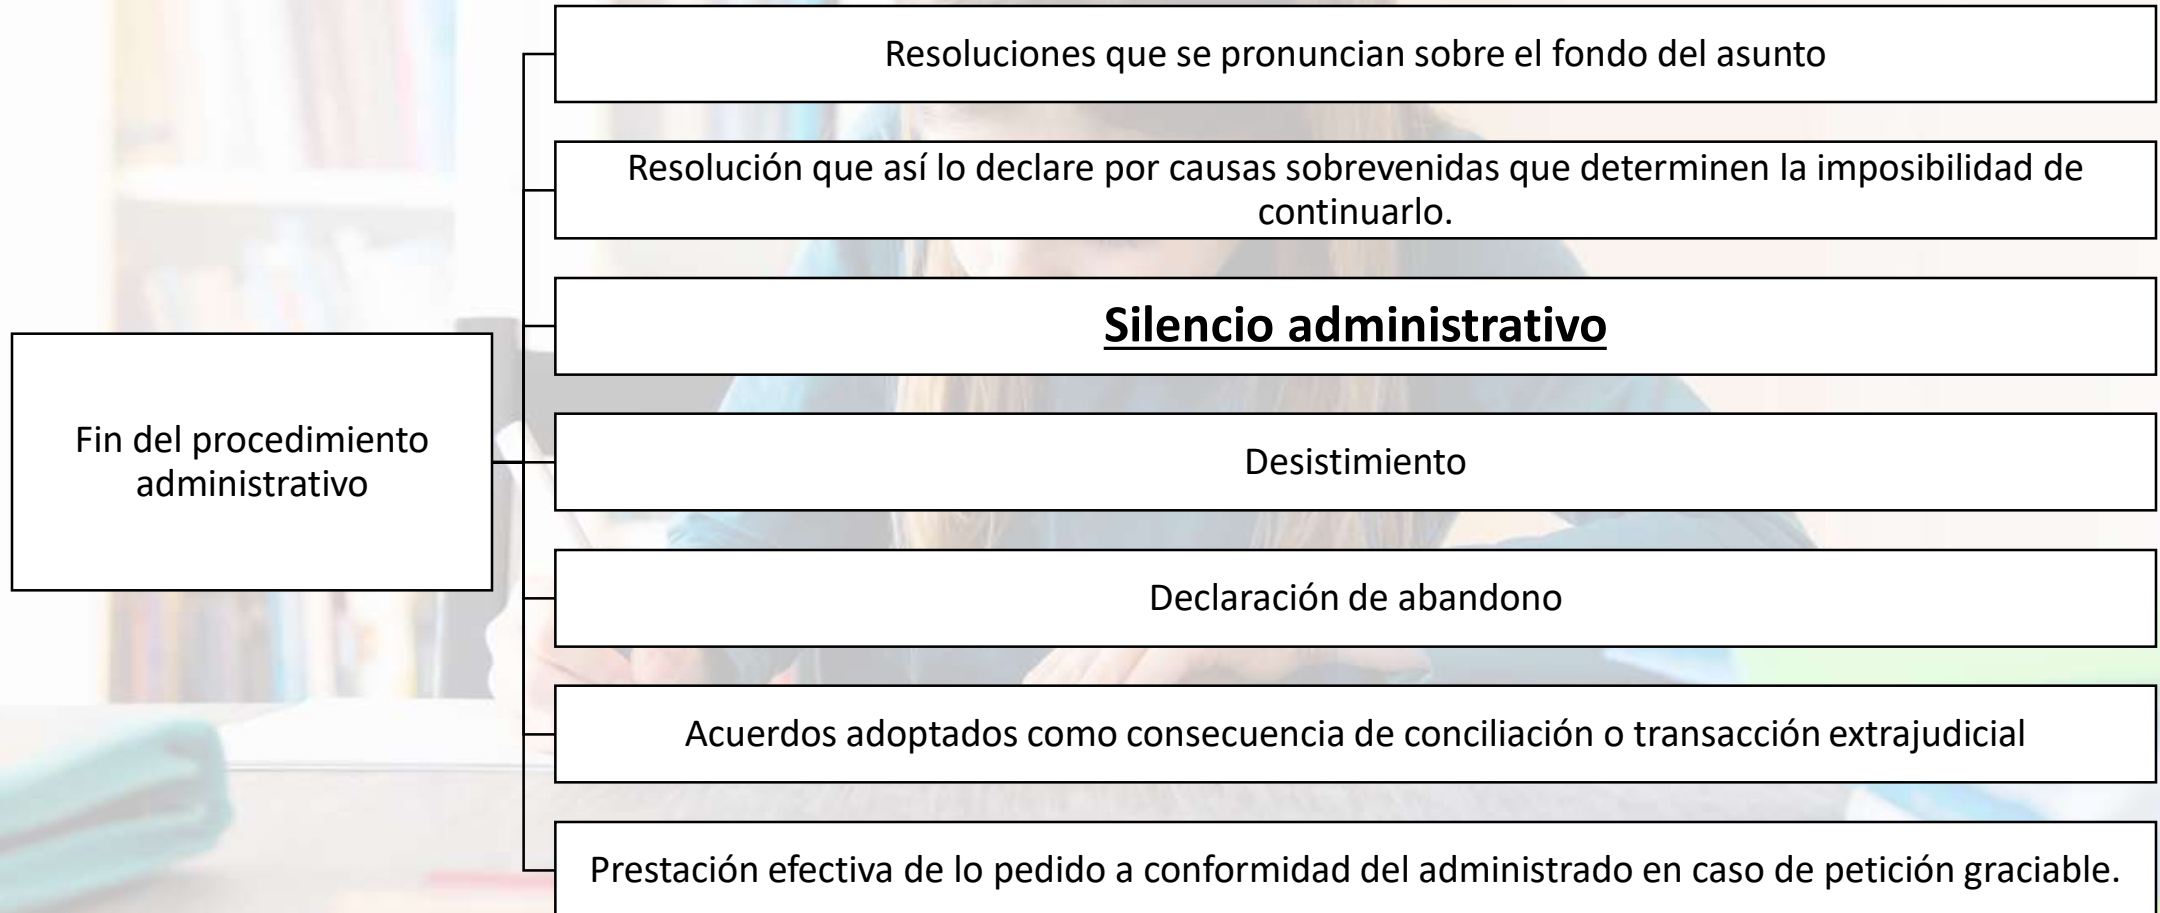 Resoluciones que se pronuncian sobre el fondo del asunto
Resolución que así lo declare por causas sobrevenidas que determinen la imposibilidad de
continuarlo.
Silencio administrativo
Fin del procedimiento
administrativo
Desistimiento
Declaración de abandono
Acuerdos adoptados como consecuencia de conciliación o transacción extrajudicial
Prestación efectiva de lo pedido a conformidad del administrado en caso de petición graciable.